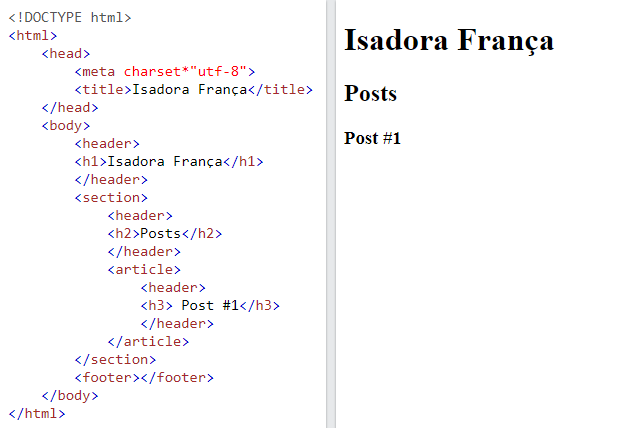 <!DOCTYPE html>
<html>
<head>
<meta charset*"utf-8">
<title>Isadora França</title>
</head>
<body>
<header>
<h1>Isadora França</h1>
</header>
<section>
<header>
<h2>Posts</h2>
</header>
<article>
<header>
<h3> Post #1</h3>
</header>
</article>
</section>
<footer></footer>
</body>
</html>
Isadora França
Posts
Post #1